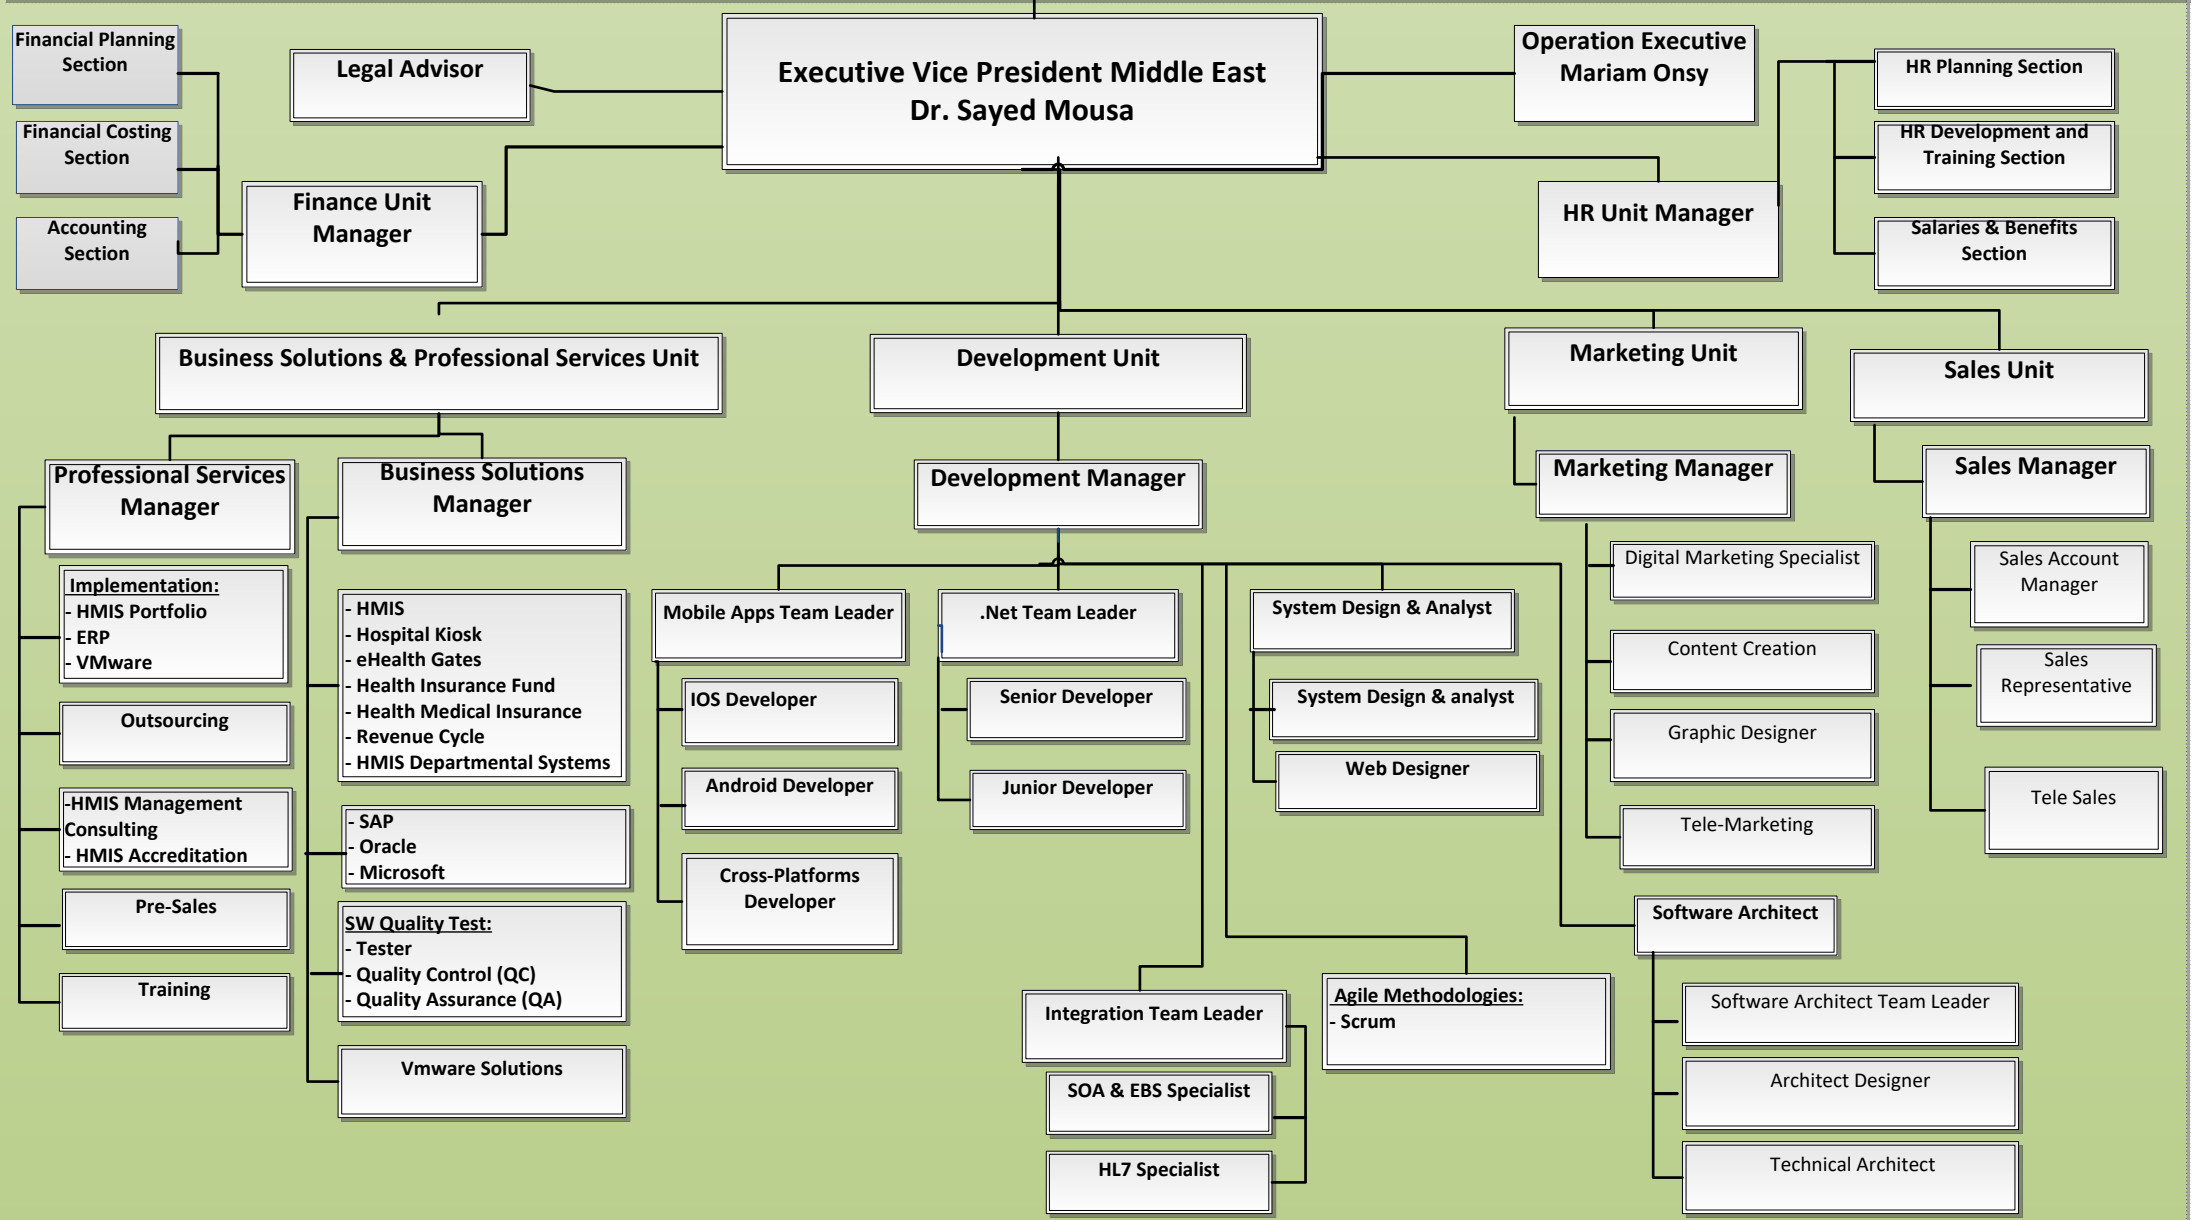 Financial Planning
Section
Legal Advisor
Executive Vice President Middle East
Dr. Sayed Mousa
Operation Executive
Mariam Onsy
HR Planning Section
Financial Costing
Section
HR Development and
Training Section
Finance Unit
Manager
HR Unit Manager
Accounting
Section
Salaries & Benefits
Section
Business Solutions & Professional Services Unit
Development Unit
Marketing Unit
Sales Unit
Professional Services
Manager
Implementation:
- HMIS Portfolio
- ERP
- VMware
Outsourcing
-HMIS Management
Consulting
- HMIS Accreditation
Pre-Sales
Training
Business Solutions
Manager
- HMIS
- Hospital Kiosk
- eHealth Gates
- Health Insurance Fund
- Health Medical Insurance
- Revenue Cycle
- HMIS Departmental Systems
- SAP
- Oracle
- Microsoft
SW Quality Test:
- Tester
- Quality Control (QC)
- Quality Assurance (QA)
Vmware Solutions
Development Manager
Mobile Apps Team Leader
IOS Developer
Android Developer
Cross-Platforms
Developer
.Net Team Leader
Senior Developer
Junior Developer
System Design & Analyst
System Design & analyst
Web Designer
Integration Team Leader
SOA & EBS Specialist
HL7 Specialist
Agile Methodologies:
- Scrum
Software Architect
Software Architect Team Leader
Architect Designer
Technical Architect
Marketing Manager
Digital Marketing Specialist
Content Creation
Graphic Designer
Tele-Marketing
Sales Manager
Sales Account
Manager
Sales
Representative
Tele Sales